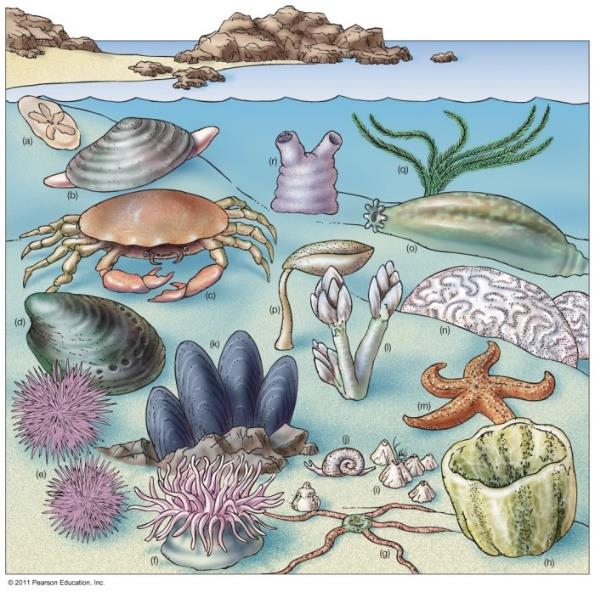 (a)
(b)
(r)
(q)
(o)
(c)
(p)
(d)
(n)
(k)
(l)
(m)
(j)
(e)
(i)
(g)
(f)
(h)
© 2011 Pearson Education, Inc.